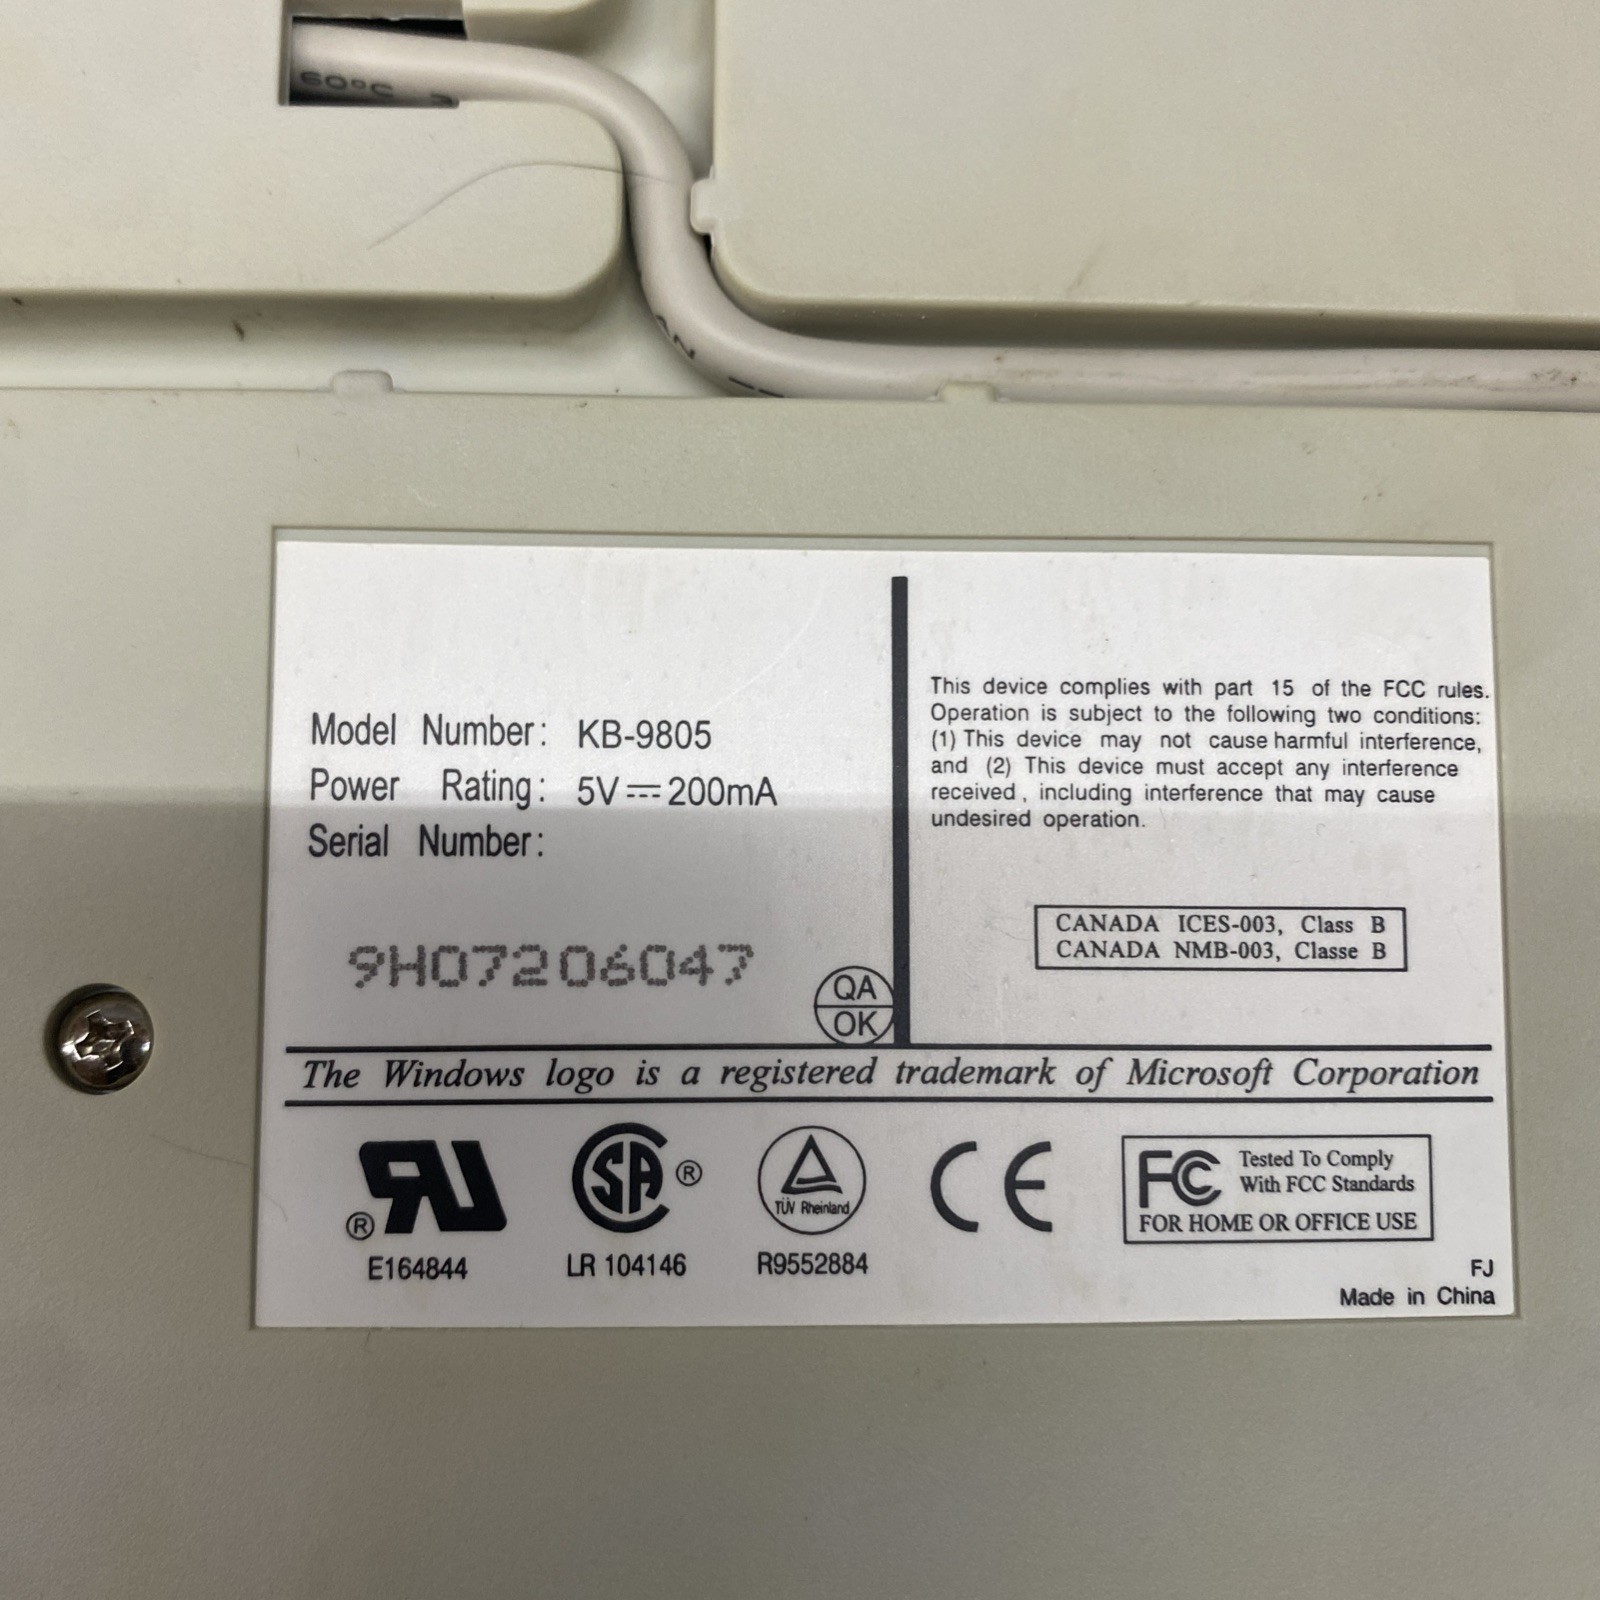 60°C
Model Number: KB-9805
Power Rating: 5V⎓200mA
Serial Number:
9H07206047
QA
OK
This device complies with part 15 of the FCC rules.
Operation is subject to the following two conditions:
(1) This device may not cause harmful interference,
and (2) This device must accept any interference
received, including interference that may cause
undesired operation.
CANADA ICES-003, Class B
CANADA NMB-003, Classe B
The Windows logo is a registered trademark of Microsoft Corporation
®
E164844
SA ®
LR 104146
TÜV Rheinland
R9552884
CE
FC Tested To Comply
With FCC Standards
FOR HOME OR OFFICE USE
FJ
Made in China